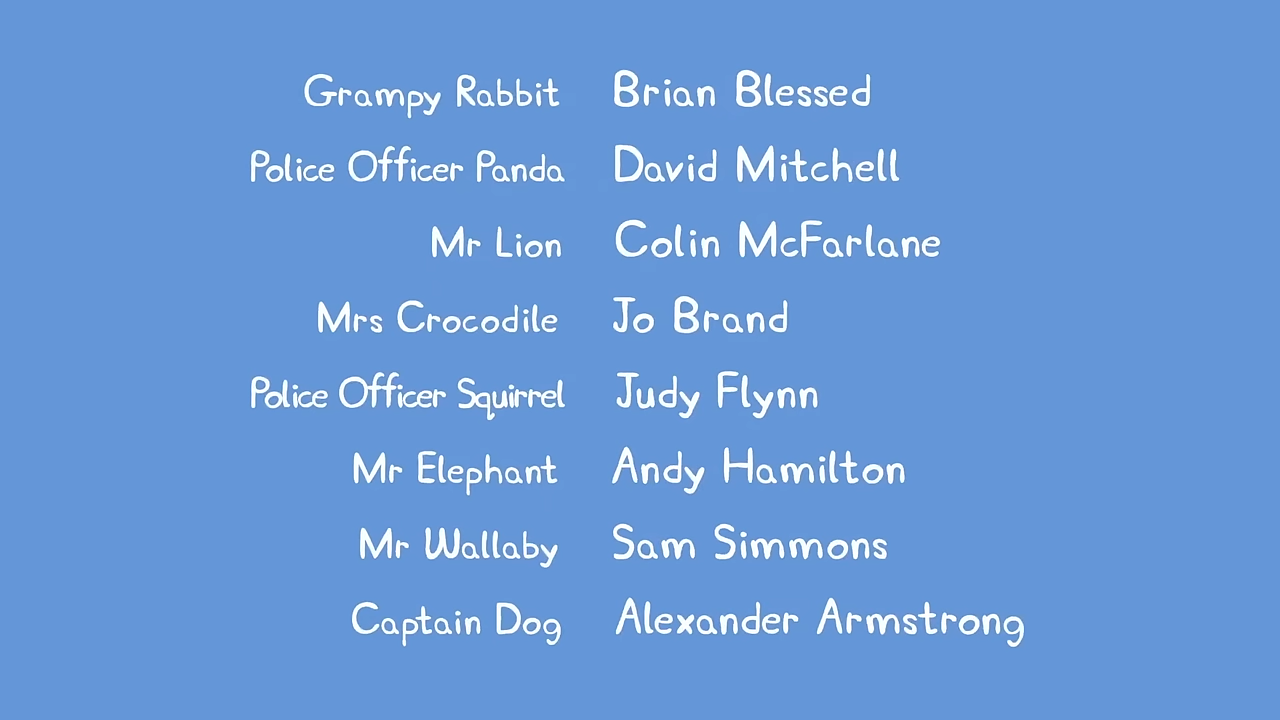 Grampy Rabbit Brian Blessed
Police Officer Panda David Mitchell
Mr Lion Colin McFarlane
Mrs Crocodile Jo Brand
Police Officer Squirrel Judy Flynn
Mr Elephant Andy Hamilton
Mr Wallaby Sam Simmons
Captain Dog Alexander Armstrong